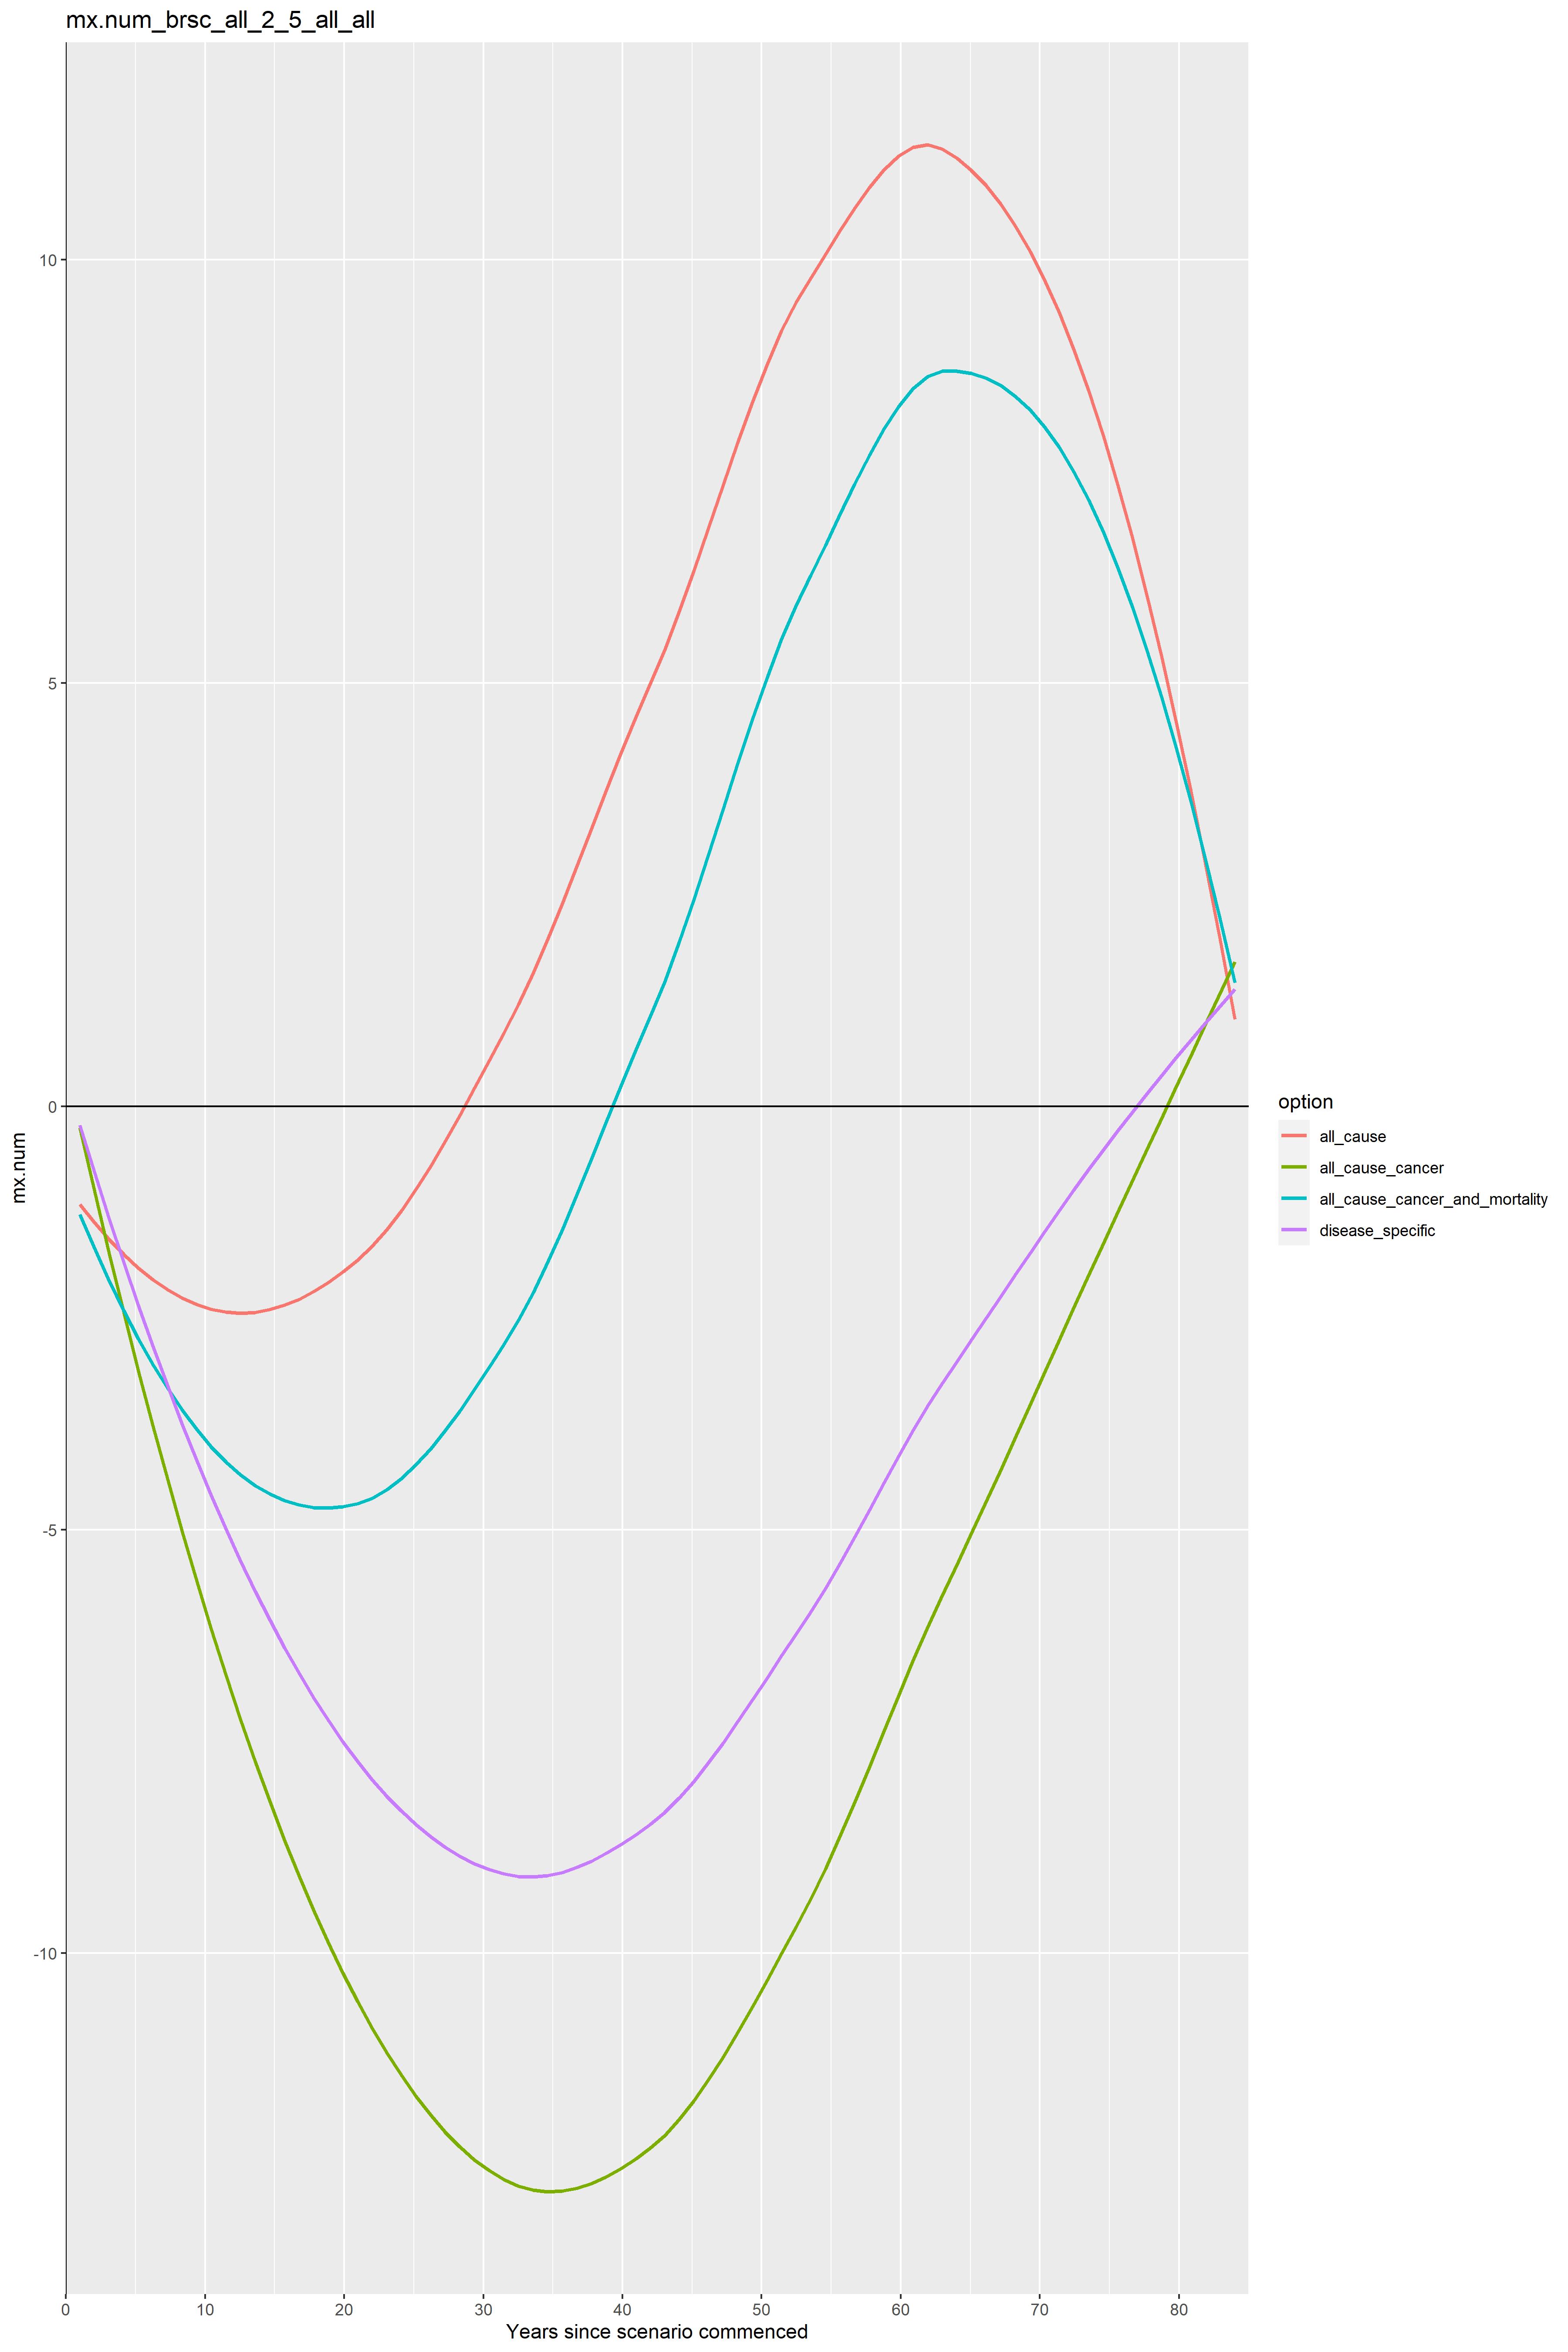 mx.num_brsc_all_2_5_all_all
10
5
0
-5
-10
mx.num
0 10 20 30 40 50 60 70 80
Years since scenario commenced
option
all_cause
all_cause_cancer
all_cause_cancer_and_mortality
disease_specific